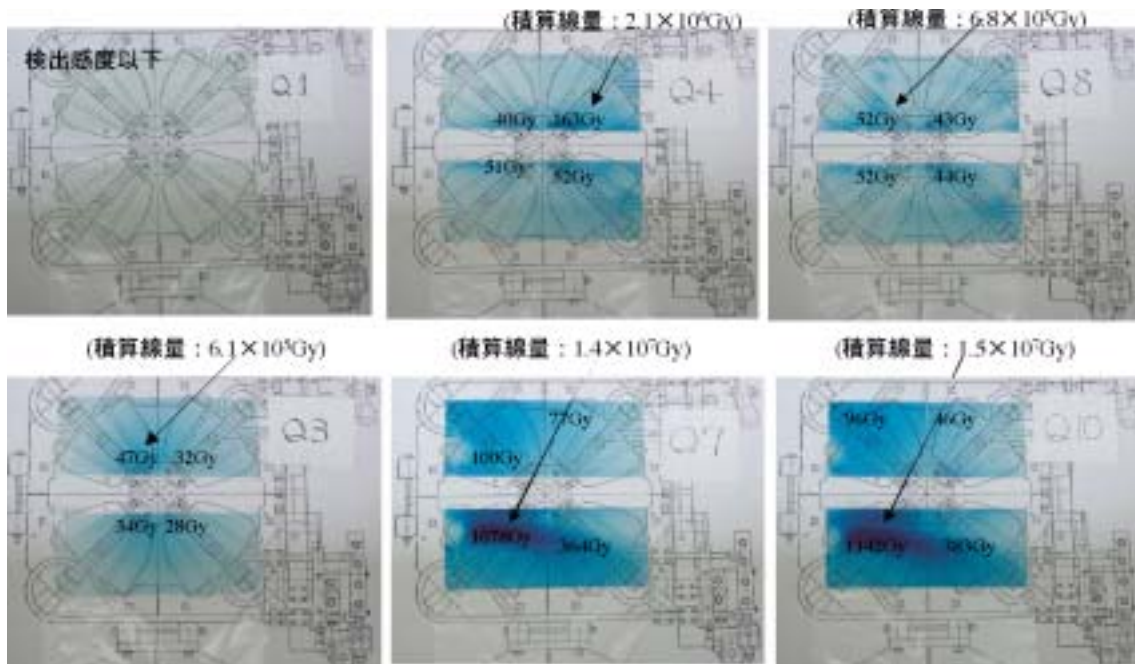 検出感度以下
Q1
(積算線量：2.1×10⁶Gy)
Q4
40Gy 163Gy
51Gy 52Gy
(積算線量：6.8×10⁵Gy)
52Gy 43Gy
52Gy 44Gy
(積算線量：6.1×10⁵Gy)
Q3
47Gy 32Gy
34Gy 28Gy
(積算線量：1.4×10⁷Gy)
Q7
77Gy
100Gy
1078Gy 364Gy
(積算線量：1.5×10⁷Gy)
Q10
96Gy 46Gy
1142Gy